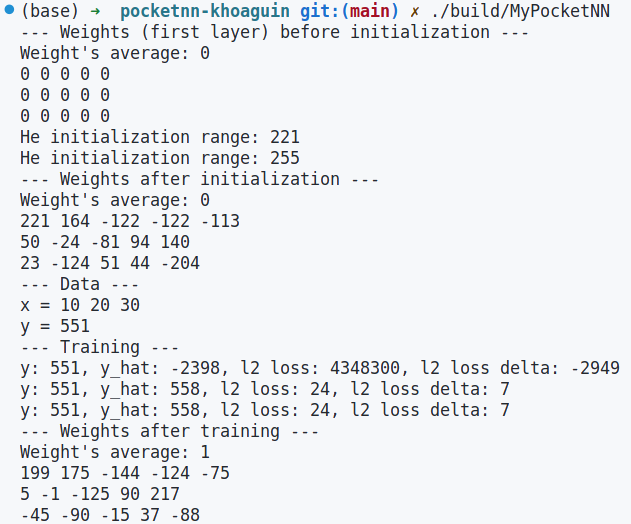 (base) → pocketnn-khoaguin git:(main) ✗ ./build/MyPocketNN
--- Weights (first layer) before initialization ---
Weight's average: 0
0 0 0 0 0
0 0 0 0 0
0 0 0 0 0
He initialization range: 221
He initialization range: 255
--- Weights after initialization ---
Weight's average: 0
221 164 -122 -122 -113
50 -24 -81 94 140
23 -124 51 44 -204
--- Data ---
x = 10 20 30
y = 551
--- Training ---
y: 551, y_hat: -2398, l2 loss: 4348300, l2 loss delta: -2949
y: 551, y_hat: 558, l2 loss: 24, l2 loss delta: 7
y: 551, y_hat: 558, l2 loss: 24, l2 loss delta: 7
--- Weights after training ---
Weight's average: 1
199 175 -144 -124 -75
5 -1 -125 90 217
-45 -90 -15 37 -88